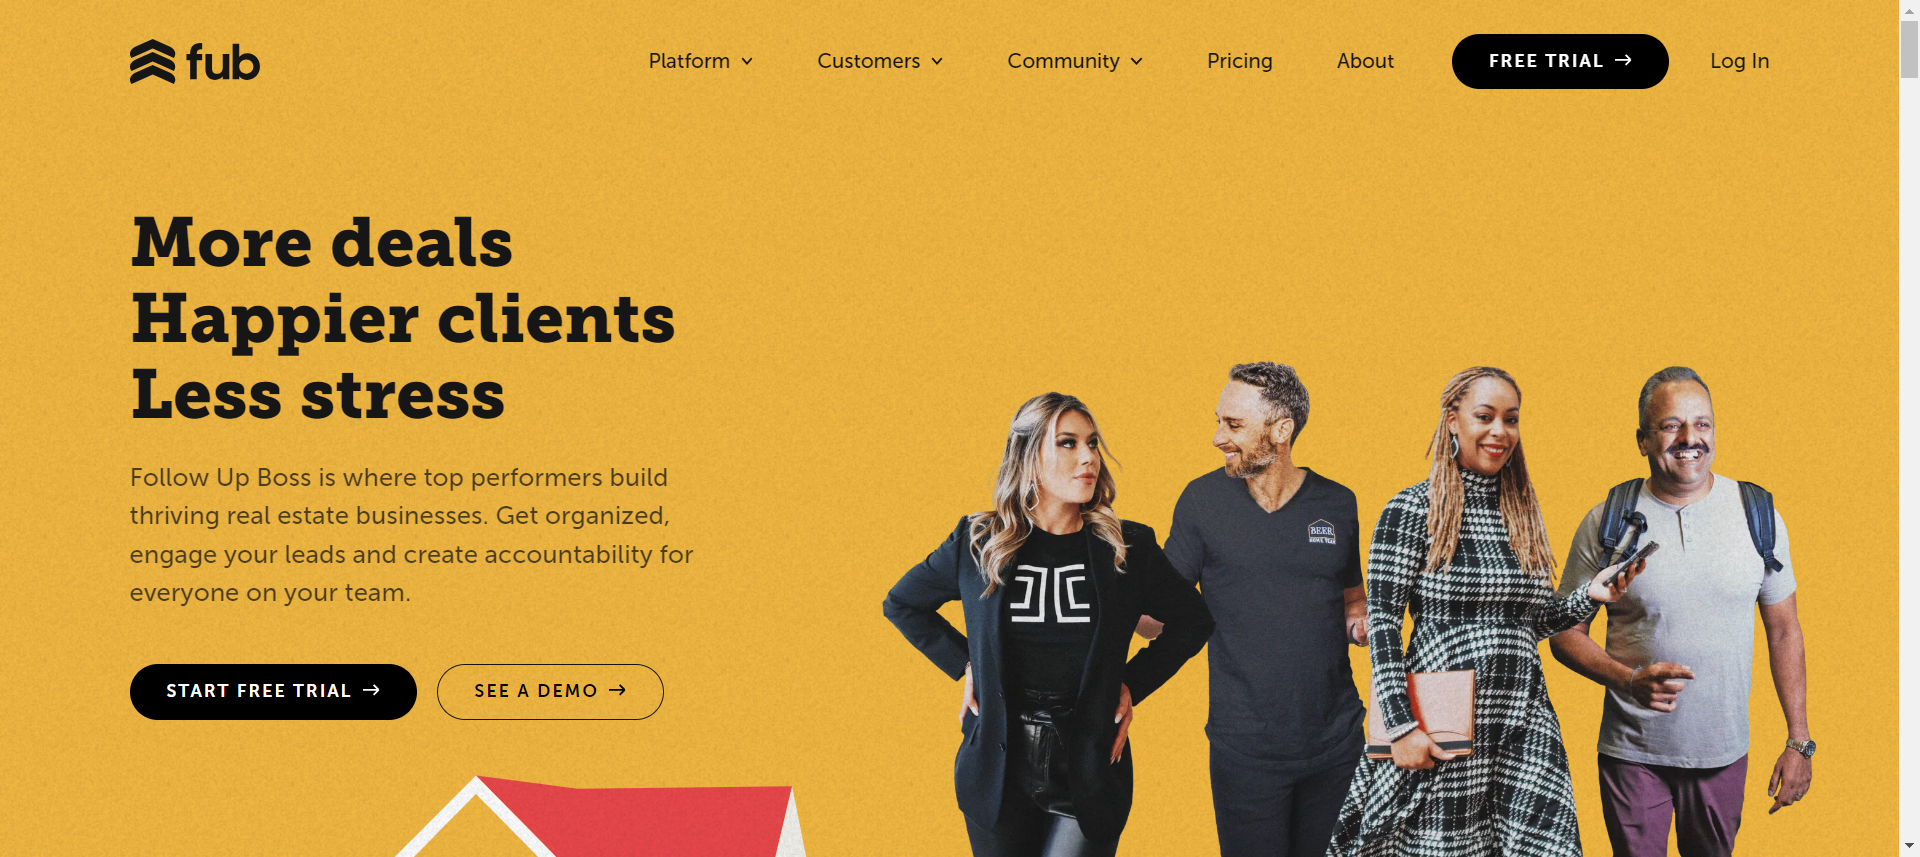 fub
Platform
Customers
Community
Pricing
About
FREE TRIAL →
Log In
More deals
Happier clients
Less stress
Follow Up Boss is where top performers build
thriving real estate businesses. Get organized,
engage your leads and create accountability for
everyone on your team.
START FREE TRIAL →
SEE A DEMO →
BEER
HOME TEAM